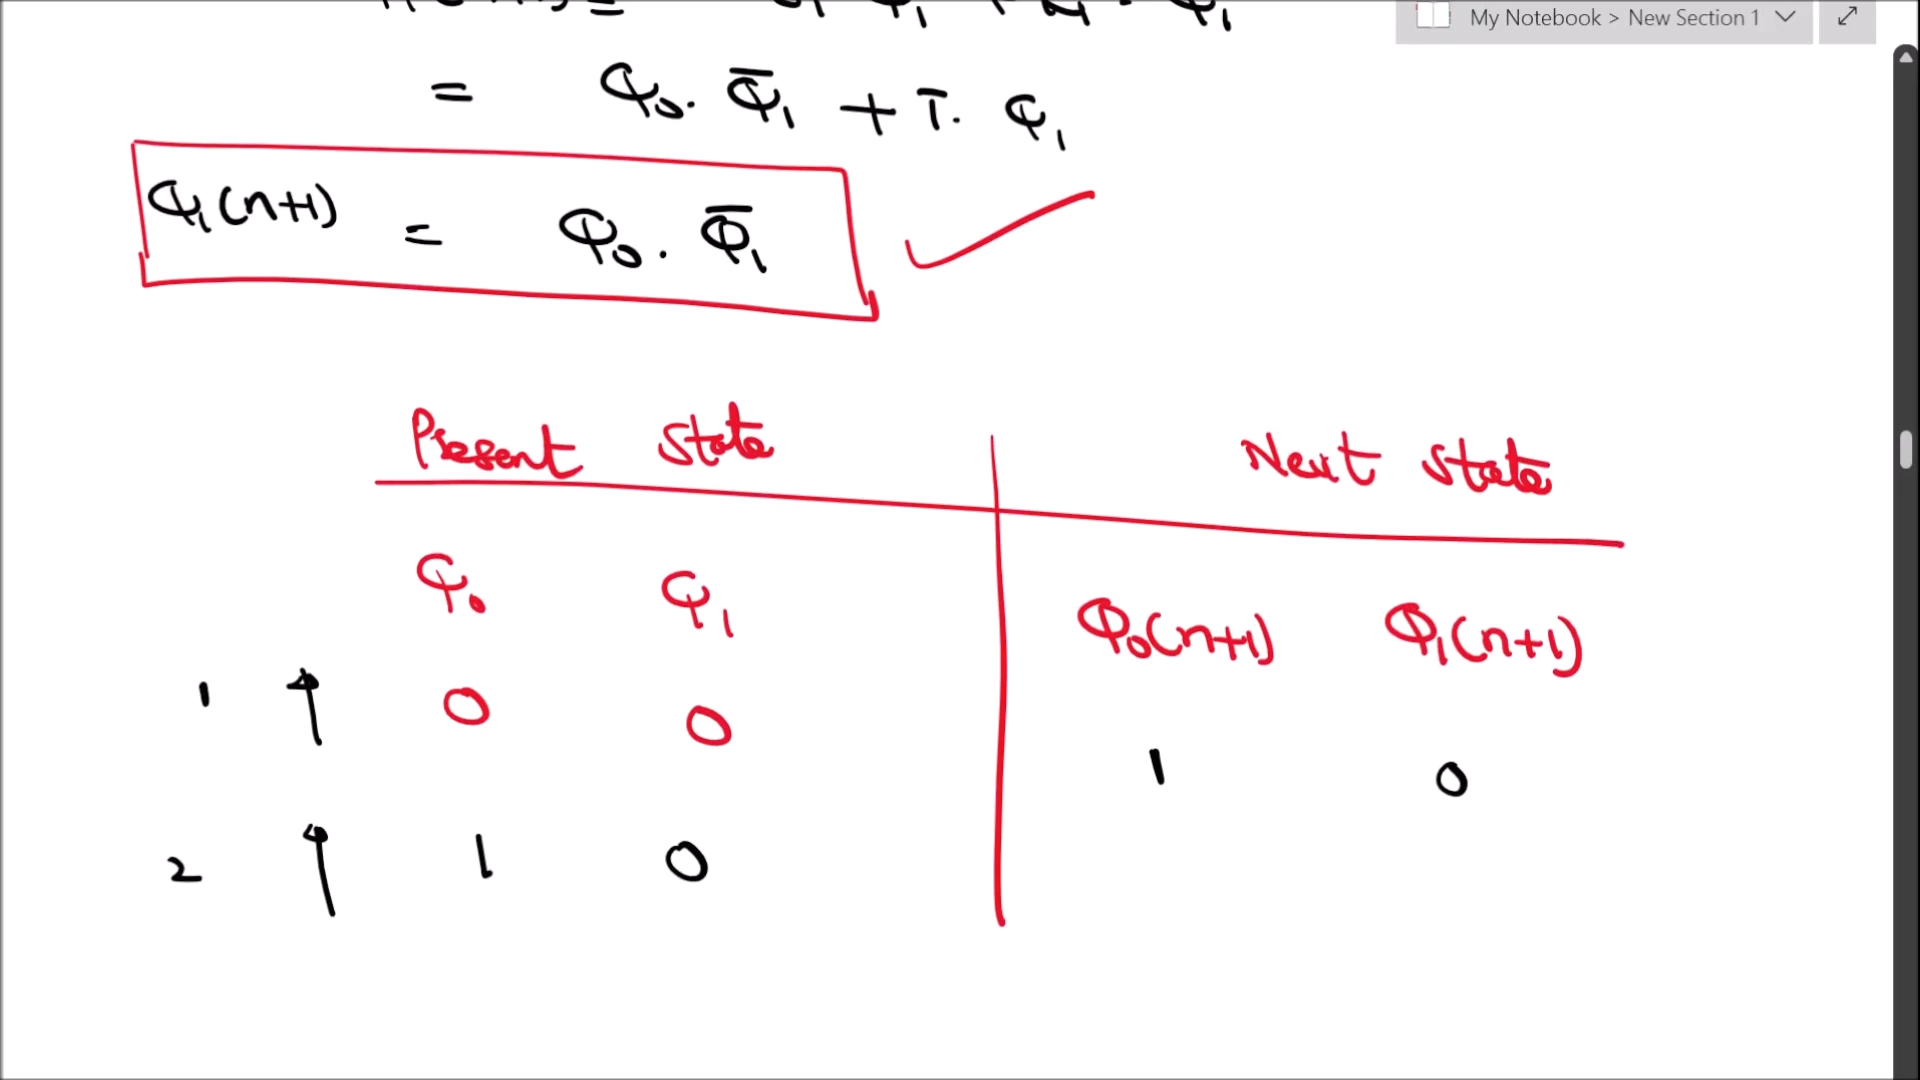 My Notebook > New Section 1
= Q₀. Q̅₁ + 1̅. Q₁
Q₁(n+1) = Q₀. Q̅₁
Present State Next State
Q₀ Q₁ Q₀(n+1) Q₁(n+1)
1 0 0 1 0
2 1 0